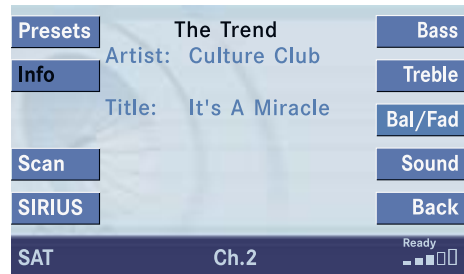 Presets
The Trend
Bass
Artist: Culture Club
Info
Treble
Title: It's A Miracle
Bal/Fad
Scan
Sound
SIRIUS
Back
SAT
Ch.2
Ready